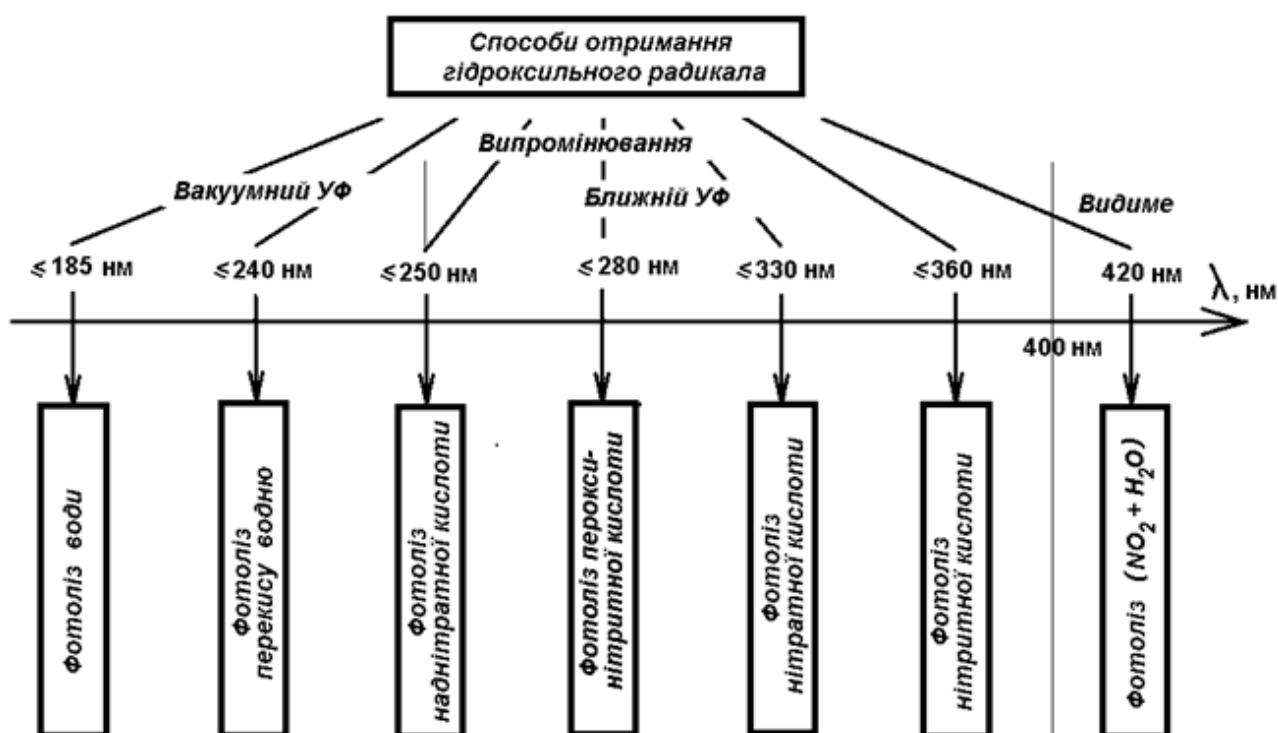 Способи отримання
гідроксильного радикала
Випромінювання
Вакуумний УФ
Ближній УФ
Видиме
⩽185 нм
⩽240 нм
⩽250 нм
⩽280 нм
⩽330 нм
⩽360 нм
420 нм
λ, нм
400 нм
Фотоліз води
Фотоліз
перекису водню
Фотоліз
наднітратної кислоти
Фотоліз перокси-
нітритної кислоти
Фотоліз
нітратної кислоти
Фотоліз
нітритної кислоти
Фотоліз (NO₂ + H₂O)